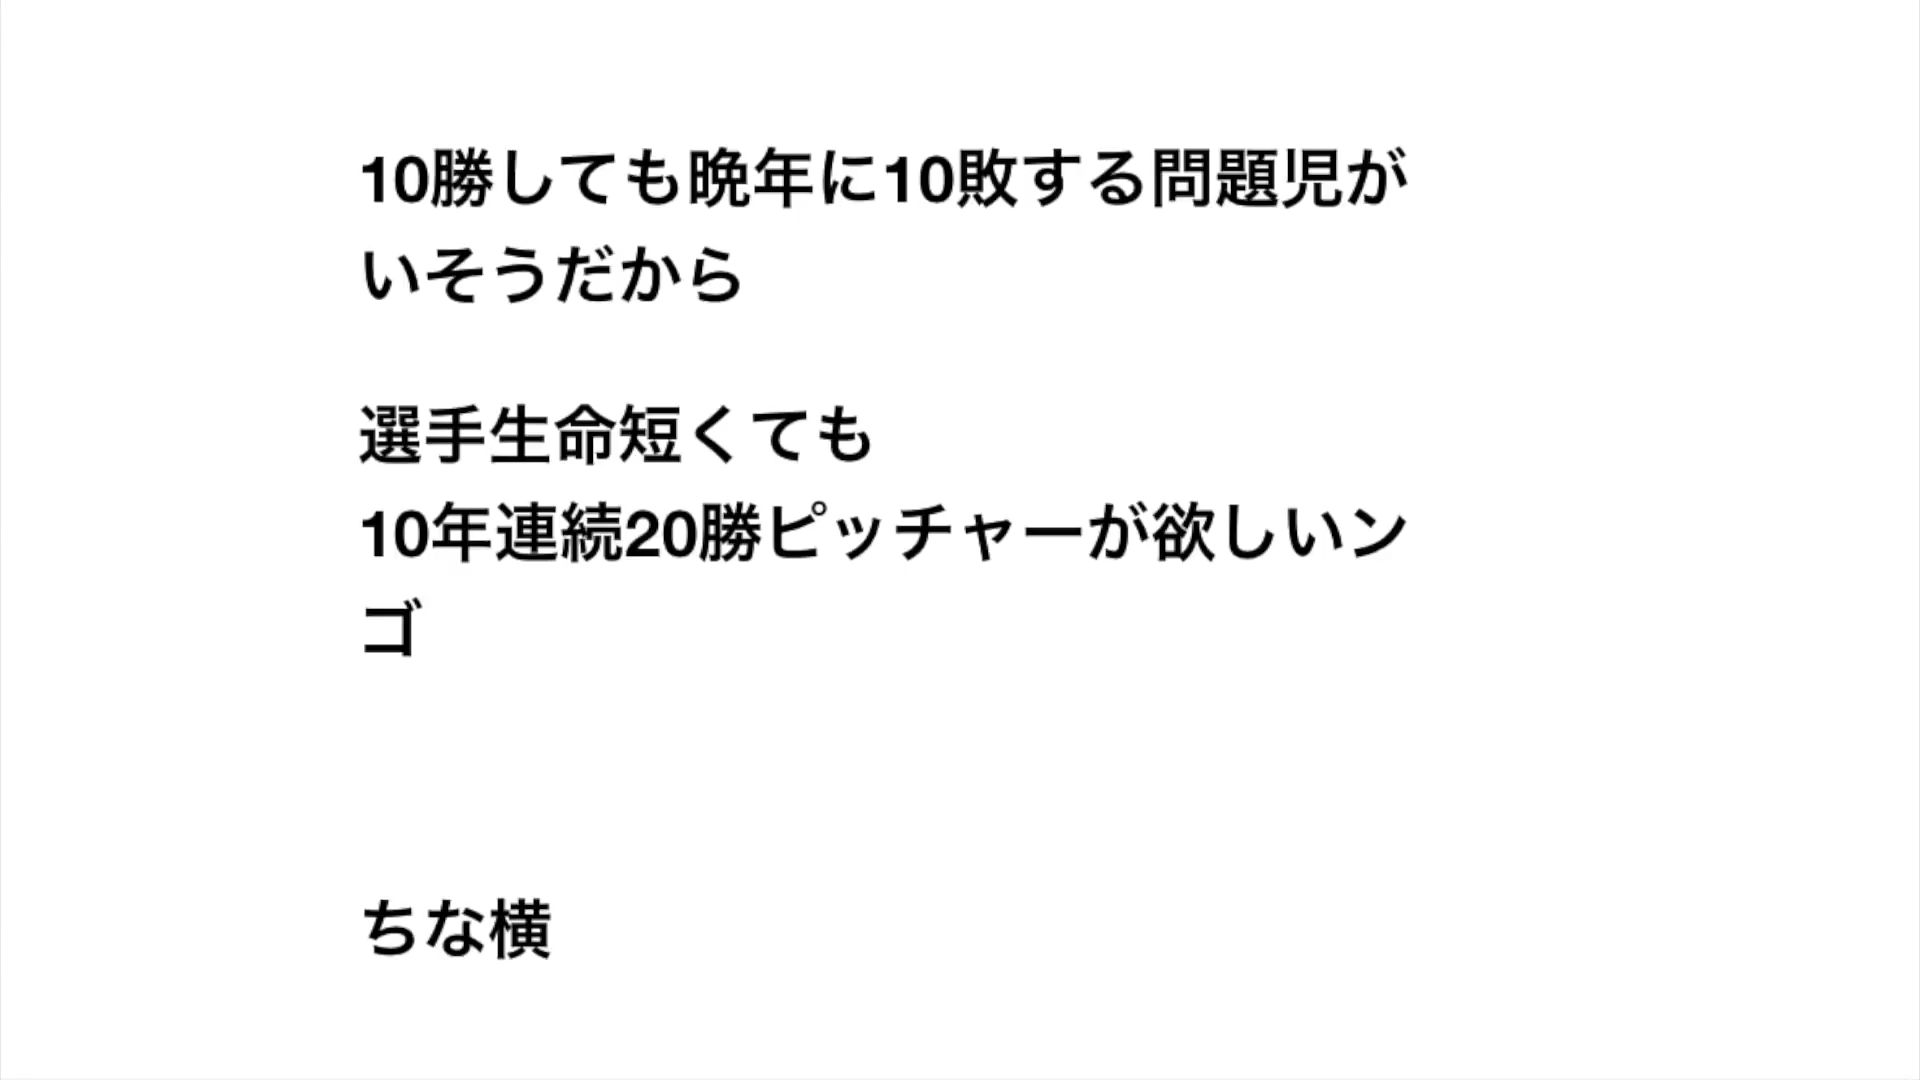 10勝しても晩年に10敗する問題児が
いそうだから
選手生命短くても
10年連続20勝ピッチャーが欲しいン
ゴ
ちな横